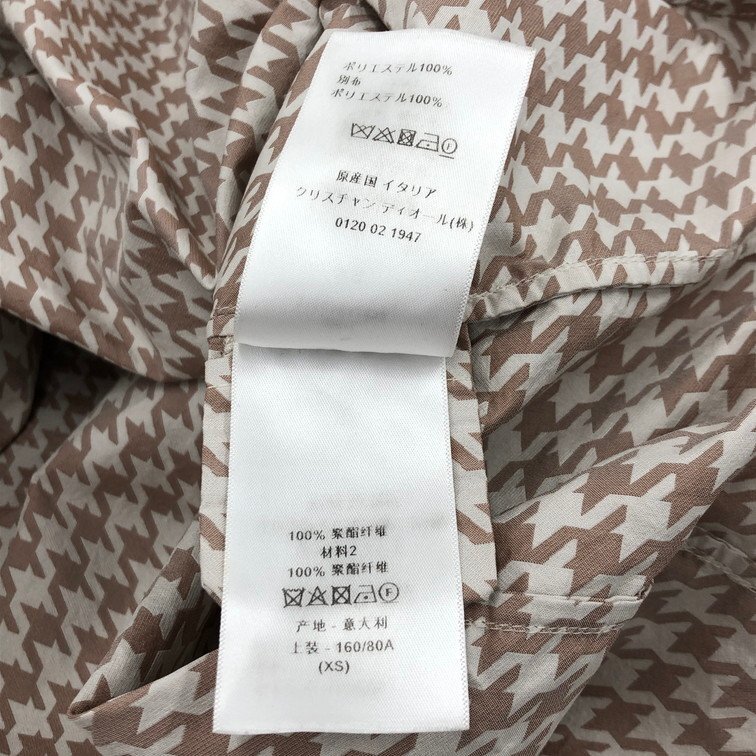 ポリエステル100%
別布
ポリエステル100%
原産国 イタリア
クリスチャン ディオール(株)
0120 02 1947
100% 聚酯纤维
材料2
100% 聚酯纤维
F
产地 - 意大利
上装 - 160/80A
(XS)